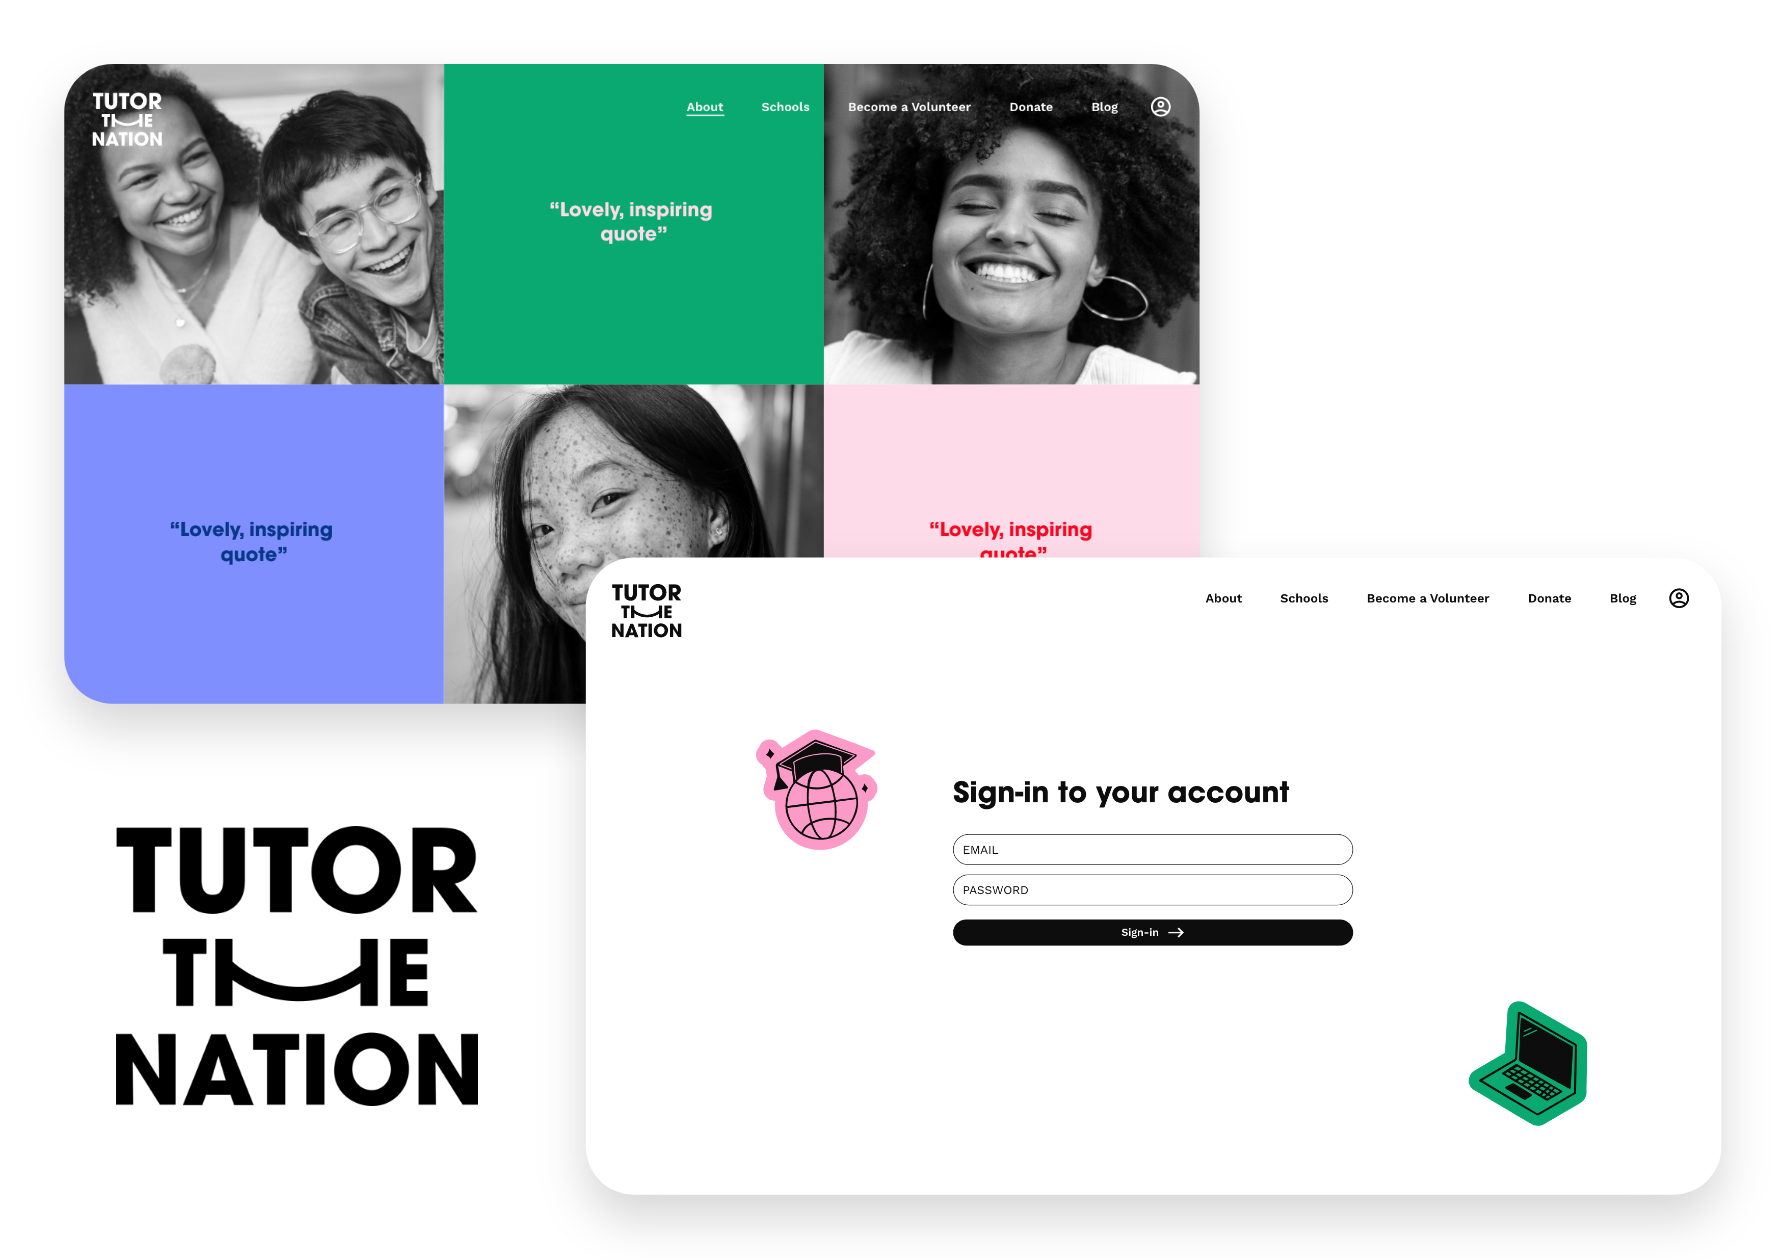 TUTOR
THE
NATION
About Schools Become a Volunteer Donate Blog
“Lovely, inspiring
quote”
“Lovely, inspiring
quote”
“Lovely, inspiring
quote”
TUTOR
THE
NATION
About Schools Become a Volunteer Donate Blog
Sign-in to your account
EMAIL
PASSWORD
Sign-in
TUTOR
THE
NATION